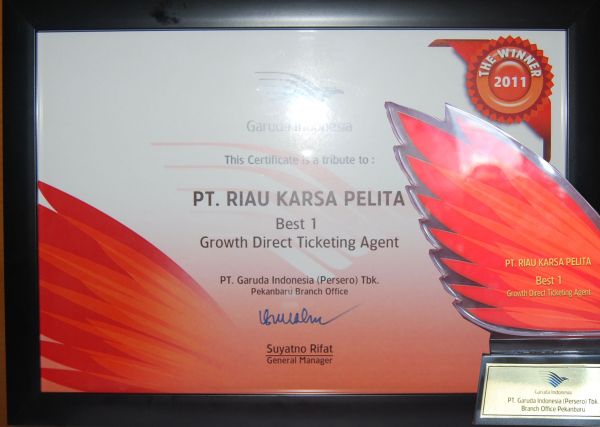 THE WINNER
2011
Garuda Indonesia
This Certificate is a tribute to :
PT. RIAU KARSA PELITA
Best 1
Growth Direct Ticketing Agent
PT. Garuda Indonesia (Persero) Tbk.
Pekanbaru Branch Office
Suyatno Rifat
General Manager
PT. RIAU KARSA PELITA
Best 1
Growth Direct Ticketing Agent
Garuda Indonesia
PT. Garuda Indonesia (Persero) Tbk.
Branch Office Pekanbaru